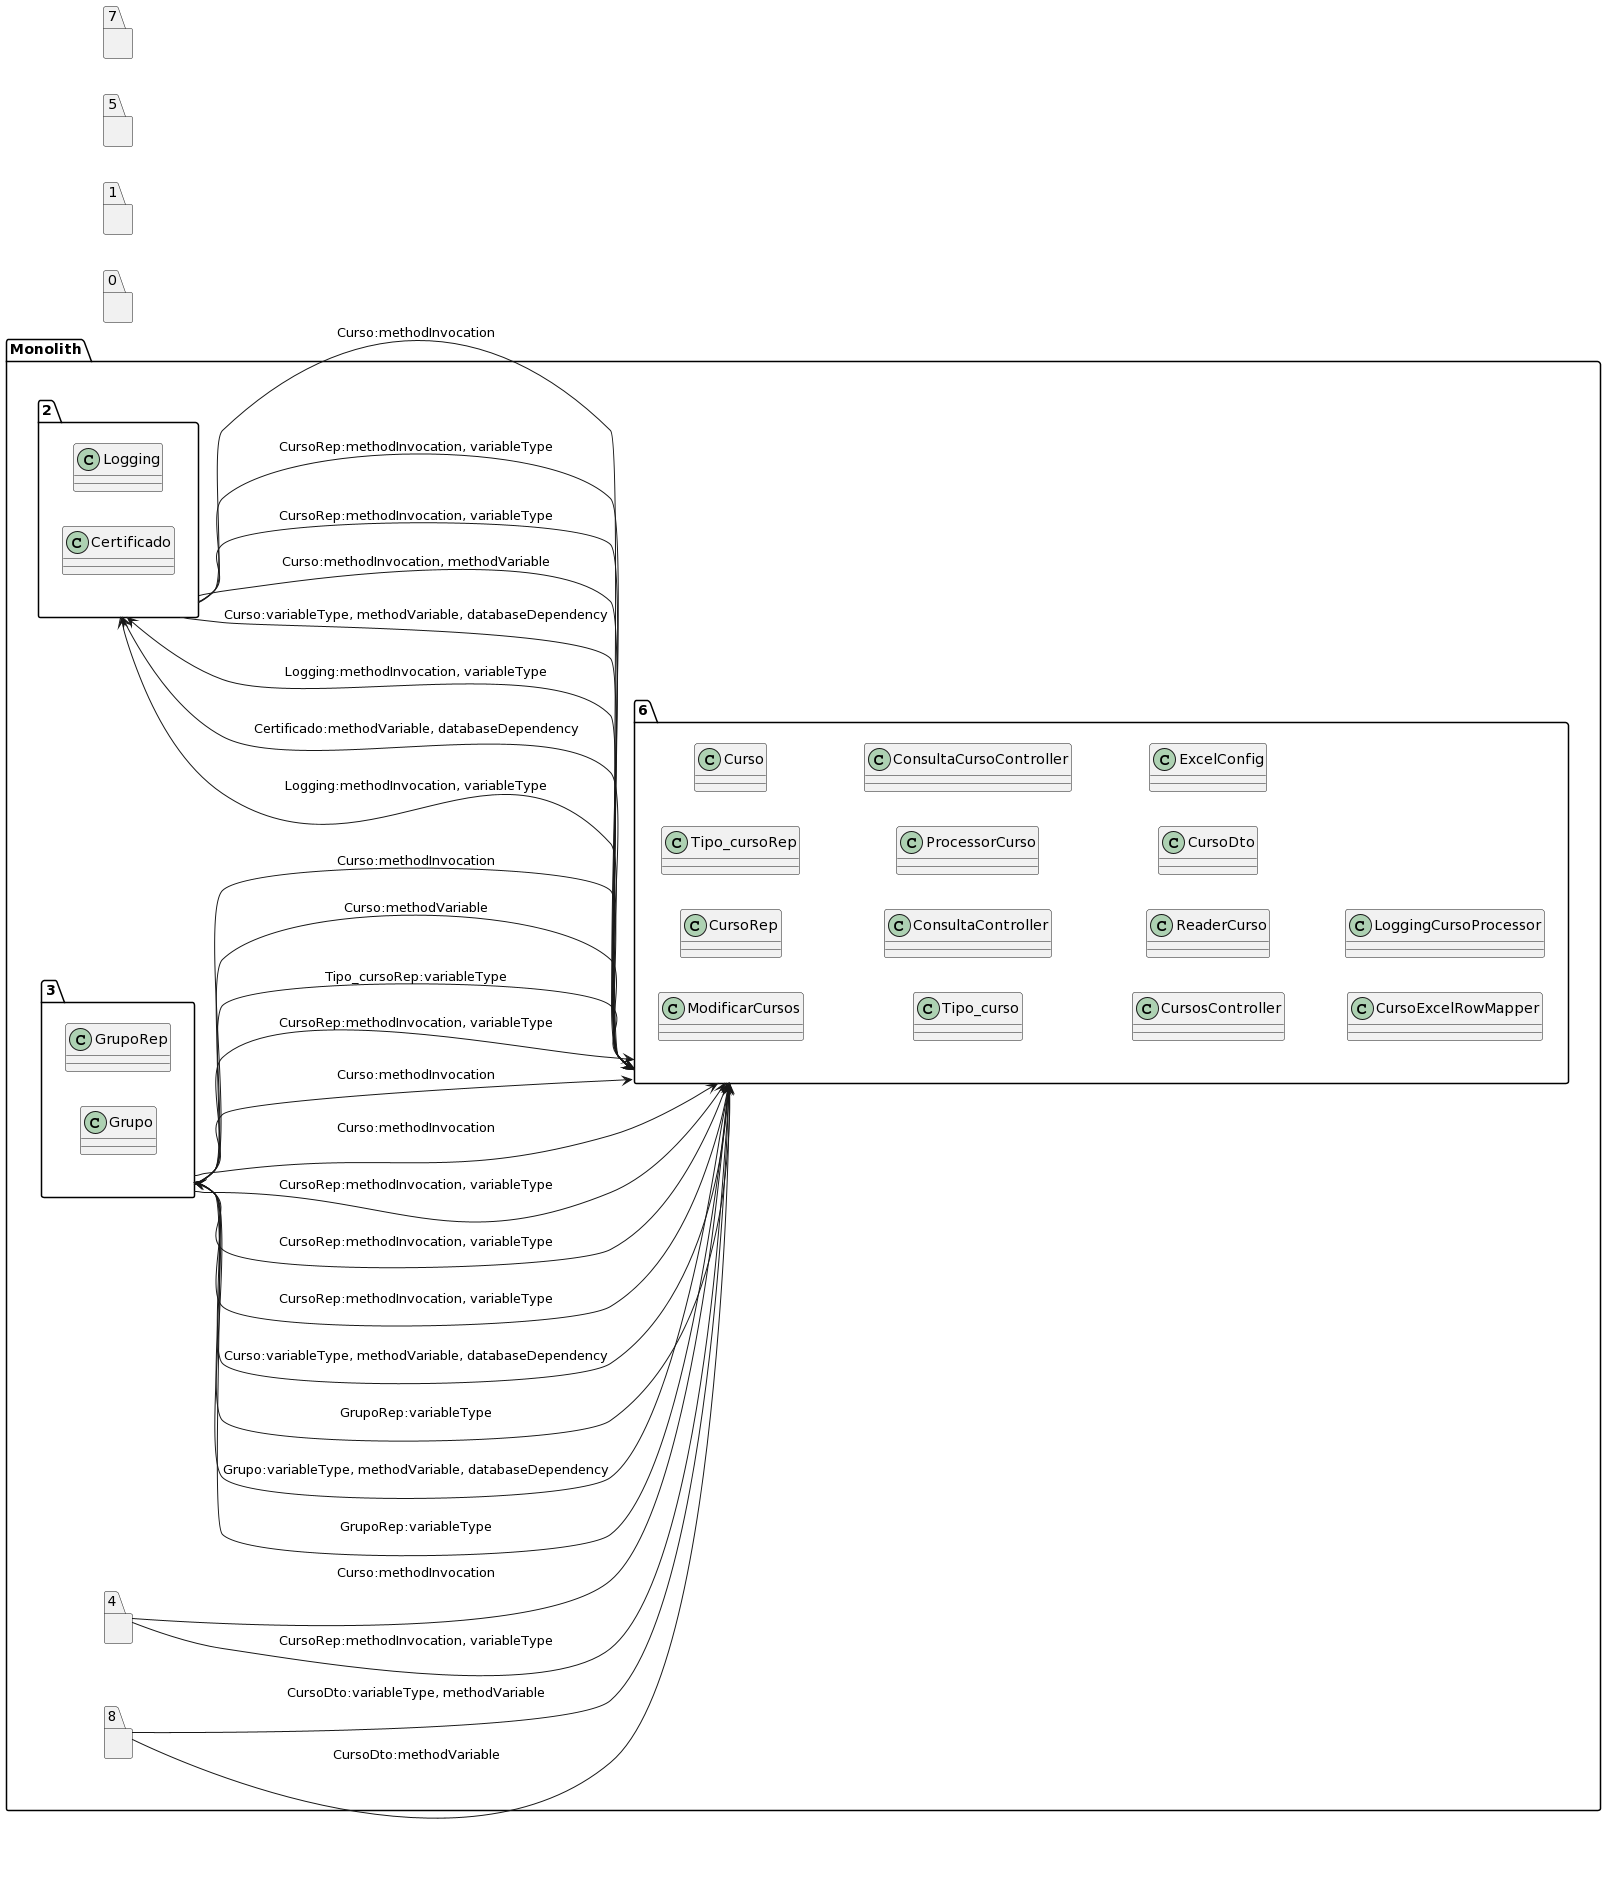 7
5
1
0
Monolith
2
C Logging
C Certificado
Curso:methodInvocation
CursoRep:methodInvocation, variableType
CursoRep:methodInvocation, variableType
Curso:methodInvocation, methodVariable
Curso:variableType, methodVariable, databaseDependency
Logging:methodInvocation, variableType
Certificado:methodVariable, databaseDependency
Logging:methodInvocation, variableType
6
C Curso
C ConsultaCursoController
C ExcelConfig
C Tipo_cursoRep
C ProcessorCurso
C CursoDto
C CursoRep
C ConsultaController
C ReaderCurso
C LoggingCursoProcessor
C ModificarCursos
C Tipo_curso
C CursosController
C CursoExcelRowMapper
3
C GrupoRep
C Grupo
Curso:methodInvocation
Curso:methodVariable
Tipo_cursoRep:variableType
CursoRep:methodInvocation, variableType
Curso:methodInvocation
Curso:methodInvocation
CursoRep:methodInvocation, variableType
CursoRep:methodInvocation, variableType
CursoRep:methodInvocation, variableType
Curso:variableType, methodVariable, databaseDependency
GrupoRep:variableType
Grupo:variableType, methodVariable, databaseDependency
GrupoRep:variableType
4
Curso:methodInvocation
CursoRep:methodInvocation, variableType
8
CursoDto:variableType, methodVariable
CursoDto:methodVariable